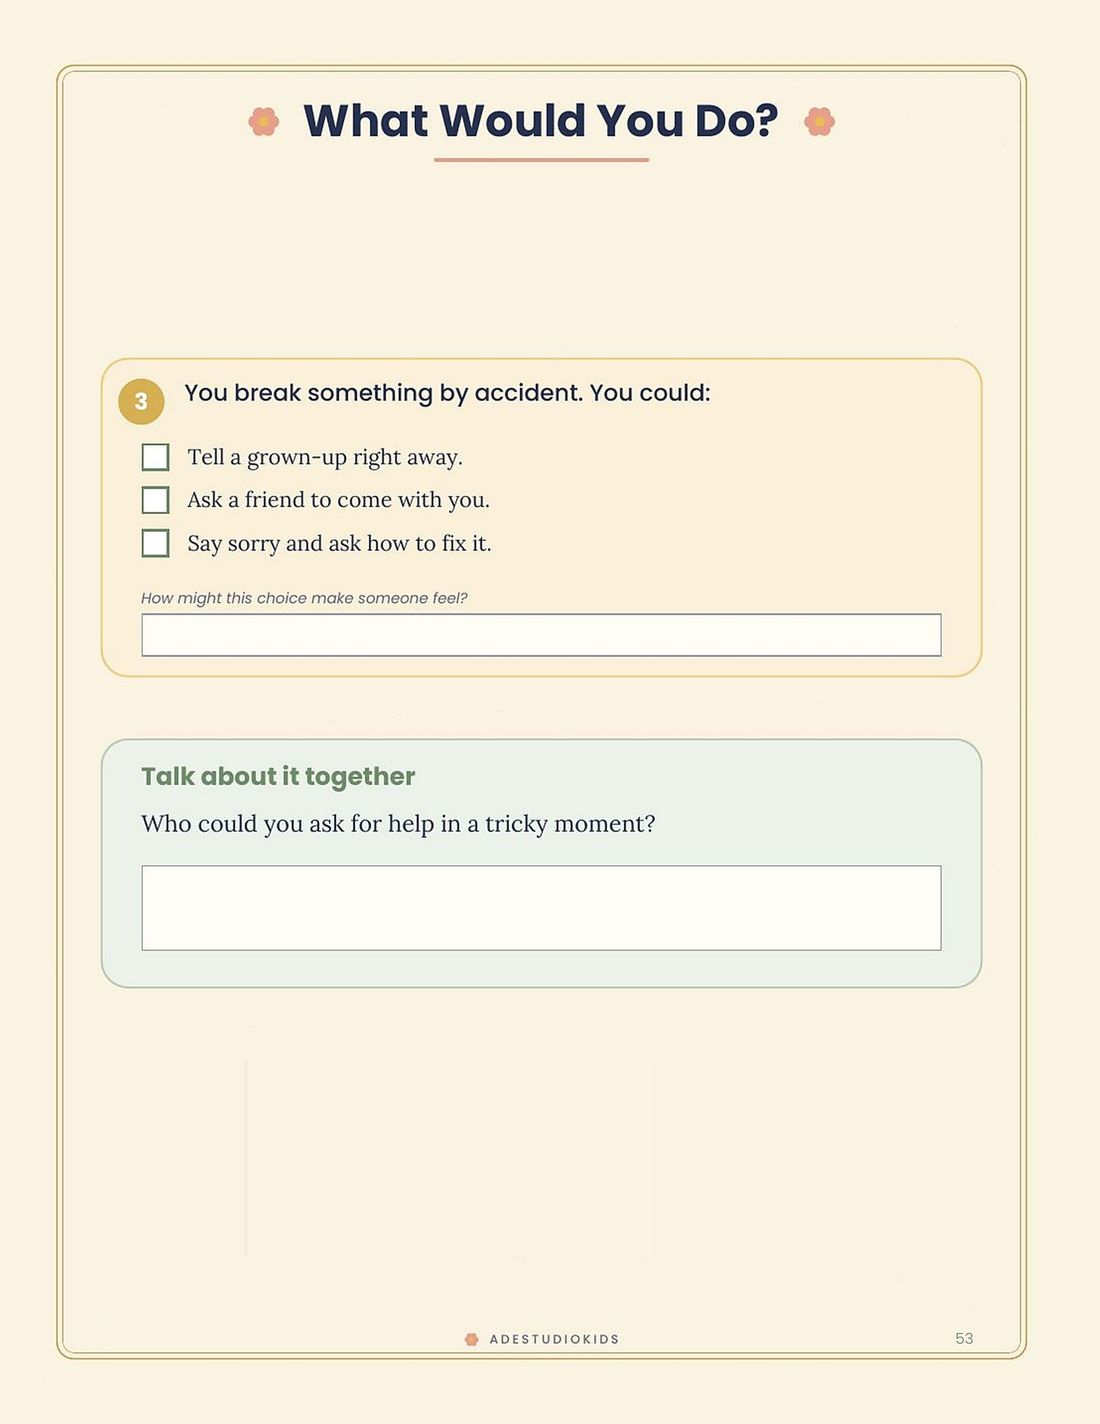 What Would You Do?
3
You break something by accident. You could:
Tell a grown-up right away.
Ask a friend to come with you.
Say sorry and ask how to fix it.
How might this choice make someone feel?
Talk about it together
Who could you ask for help in a tricky moment?
ADESTUDIOKIDS
53